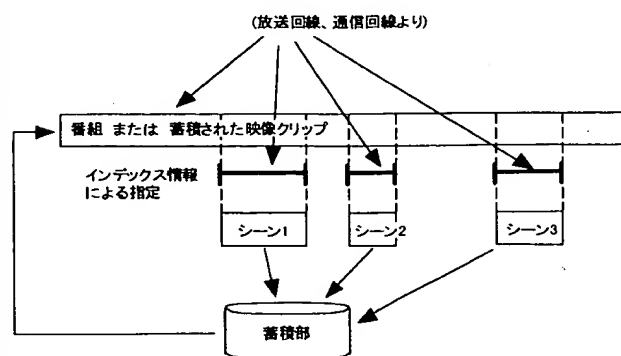 (放送回線、通信回線より)
番組 または 蓄積された映像クリップ
インデックス情報
による指定
シーン1
シーン2
シーン3
蓄積部